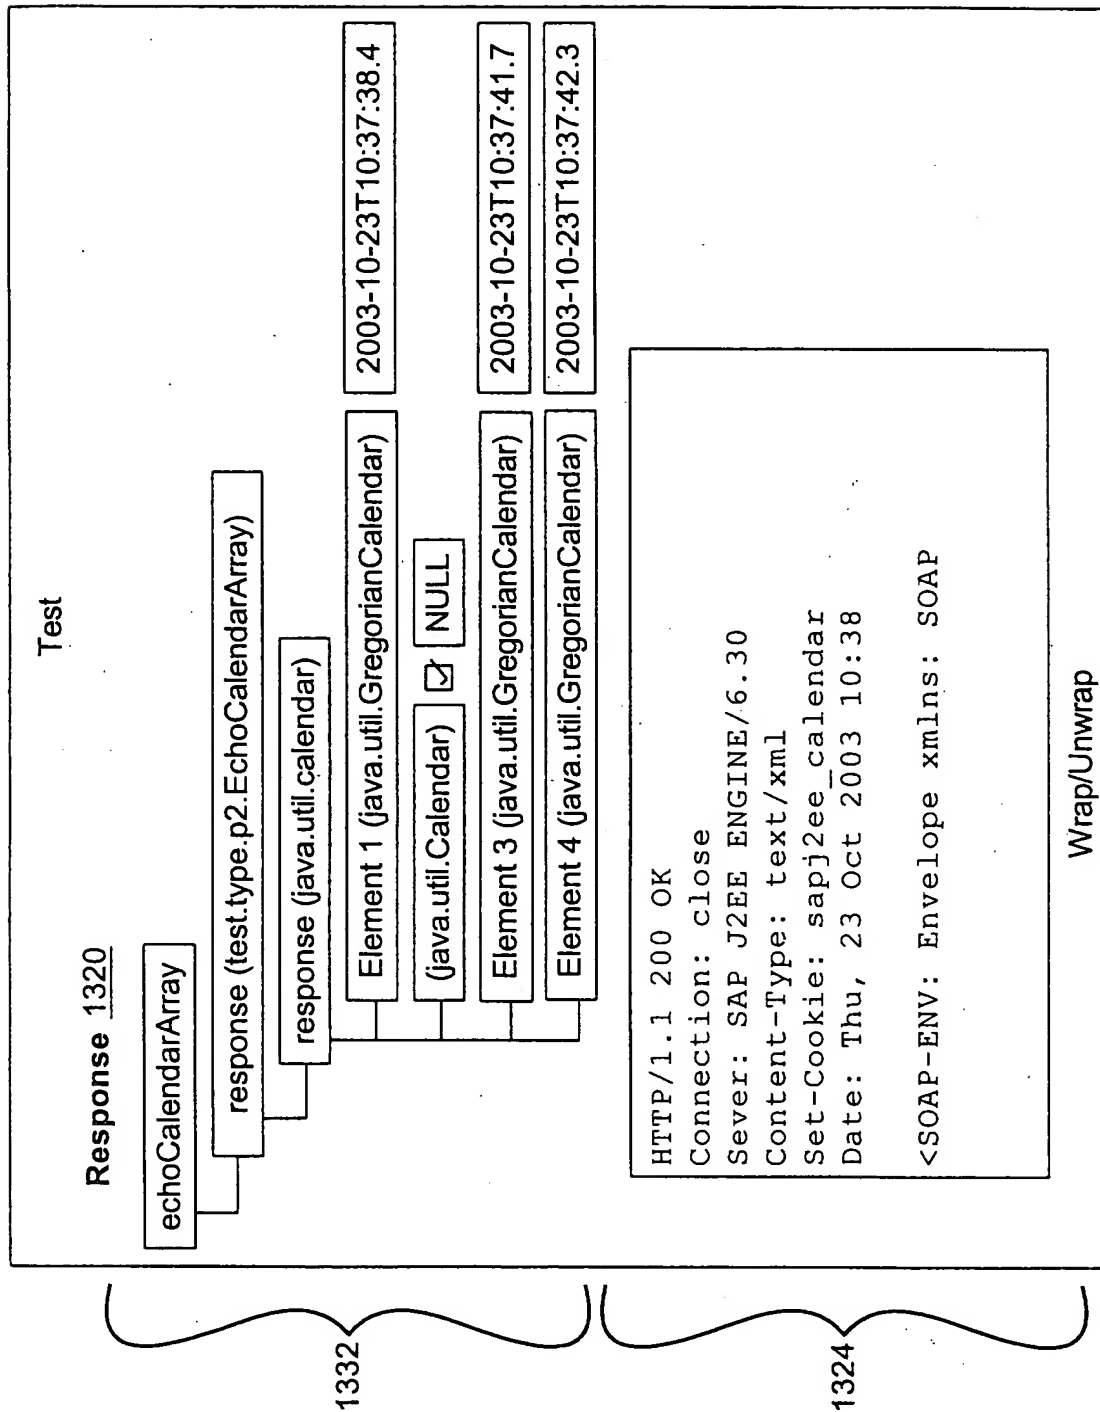 Test
Response 1320
echoCalendarArray
response (test.type.p2.EchoCalendarArray)
response (java.util.calendar)
Element 1 (java.util.GregorianCalendar) 2003-10-23T10:37:38.4
(java.util.Calendar) NULL
Element 3 (java.util.GregorianCalendar) 2003-10-23T10:37:41.7
Element 4 (java.util.GregorianCalendar) 2003-10-23T10:37:42.3
1332
HTTP/1.1 200 OK
Connection: close
Sever: SAP J2EE ENGINE/6.30
Content-Type: text/xml
Set-Cookie: sapj2ee_calendar
Date: Thu, 23 Oct 2003 10:38
<SOAP-ENV: Envelope xmlns: SOAP
1324
Wrap/Unwrap